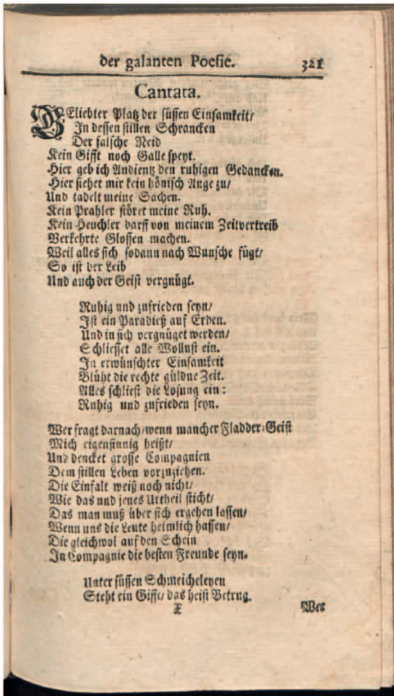 der galanten Poesie. 321
Cantata.
BEliebter Platz der süssen Einsamkeit/
In dessen stillen Schrancken
Der falsche Neid
Kein Gifft noch Galle speyt.
Hier geb ich Audientz den ruhigen Gedancken.
Hier siehet mir kein hönisch Auge zu/
Und tadelt meine Sachen.
Kein Prahler störet meine Ruh.
Kein Heuchler darff von meinem Zeitvertreib
Verkehrte Glossen machen.
Weil alles sich sodann nach Wunsche fügt/
So ist der Leib
Und auch der Geist vergnügt.
Ruhig und zufrieden seyn/
Ist ein Paradieß auf Erden.
Und in sich vergnüget werden/
Schliesset alle Wollust ein.
In erwünschter Einsamkeit
Blüht die rechte güldne Zeit.
Alles schliest die Losung ein:
Ruhig und zufrieden seyn.
Wer fragt darnach/wenn mancher Fladder-Geist
Mich eigensinnig heißt/
Und dencket grosse Compagnien
Dem stillen Leben vorzuziehen.
Die Einfalt weiß noch nicht/
Wie das und jenes Urtheil sticht/
Das man muß über sich ergehen lassen/
Wenn uns die Leute heimlich hassen/
Die gleichwol auf den Schein
In Compagnie die besten Freunde seyn.
Unter süssen Schmeicheleyen
Steht ein Gifft/ das heist Betrug.
X Wer